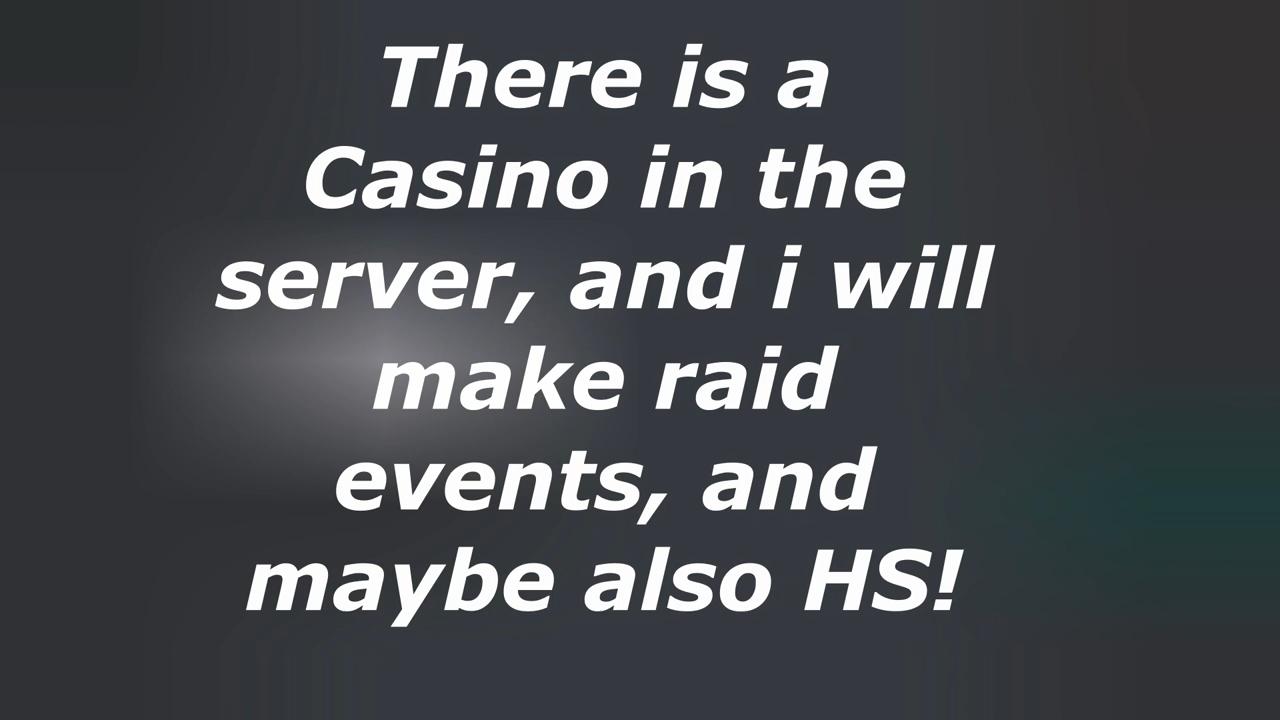 There is a
Casino in the
server, and i will
make raid
events, and
maybe also HS!